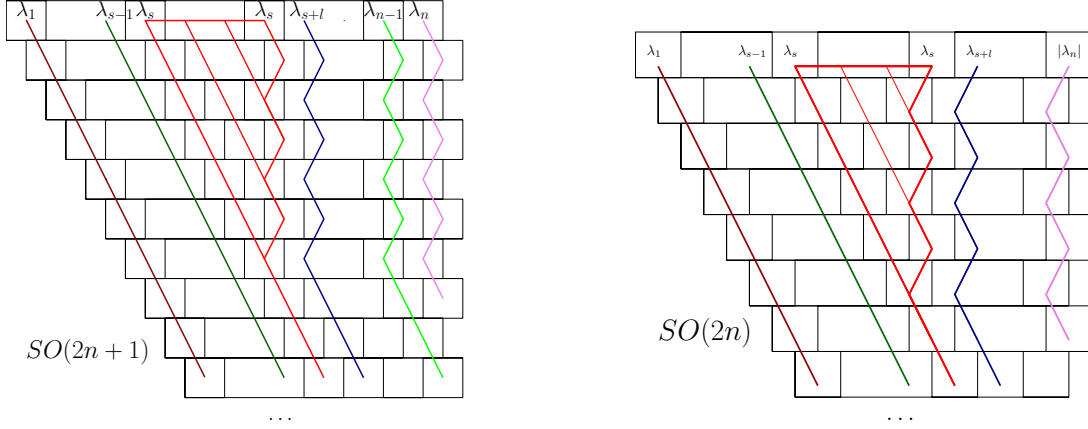 λ₁ λₛ₋₁ λₛ λₛ λₛ₊ₗ λₙ₋₁ λₙ
λ₁ λₛ₋₁ λₛ λₛ λₛ₊ₗ |λₙ|
SO(2n + 1)
SO(2n)
...
...